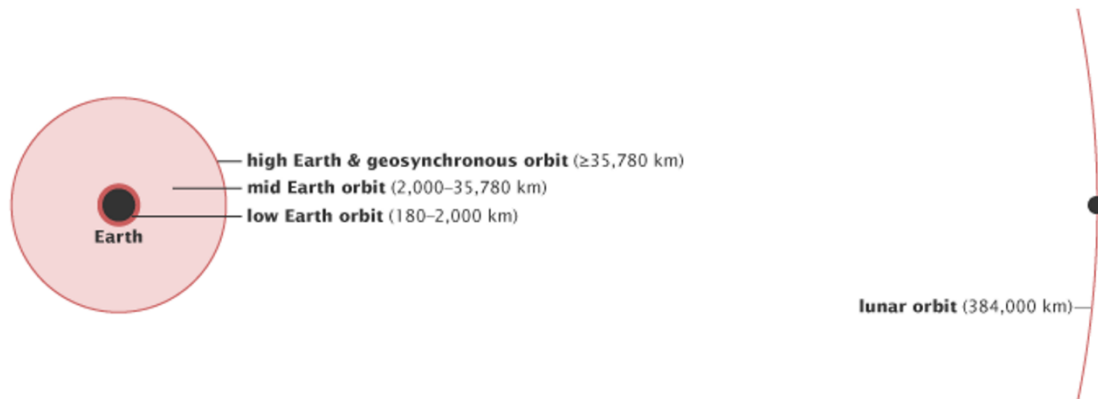 high Earth & geosynchronous orbit (≥35,780 km)
mid Earth orbit (2,000–35,780 km)
low Earth orbit (180–2,000 km)
Earth
lunar orbit (384,000 km)